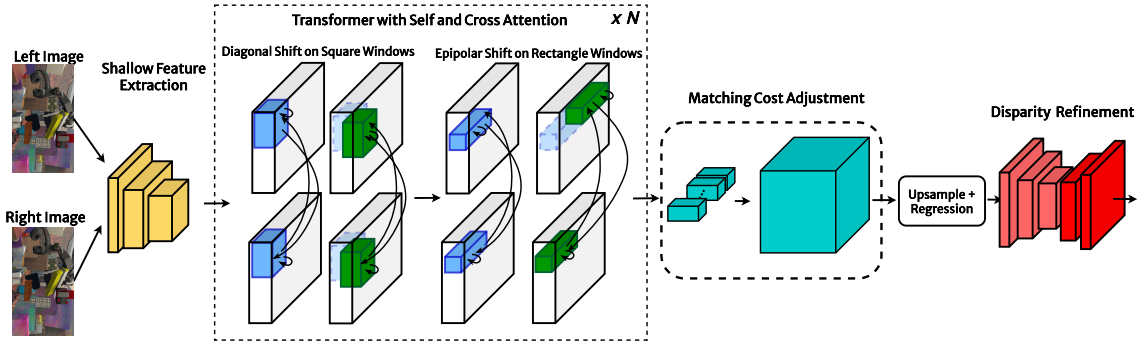 Transformer with Self and Cross Attention
x N
Left Image
Shallow Feature
Extraction
Diagonal Shift on Square Windows
Epipolar Shift on Rectangle Windows
Matching Cost Adjustment
Disparity Refinement
Right Image
Upsample +
Regression